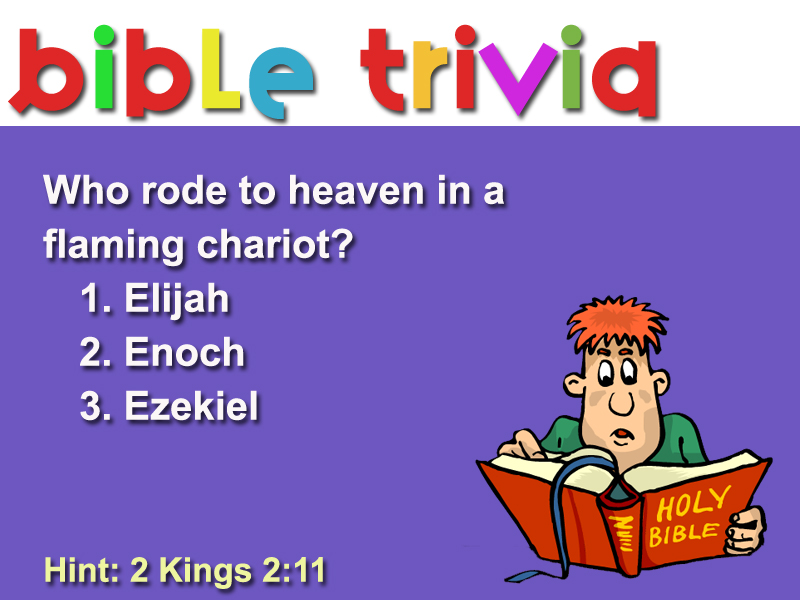 bible trivia
Who rode to heaven in a
flaming chariot?
1. Elijah
2. Enoch
3. Ezekiel
HOLY
BIBLE
Hint: 2 Kings 2:11